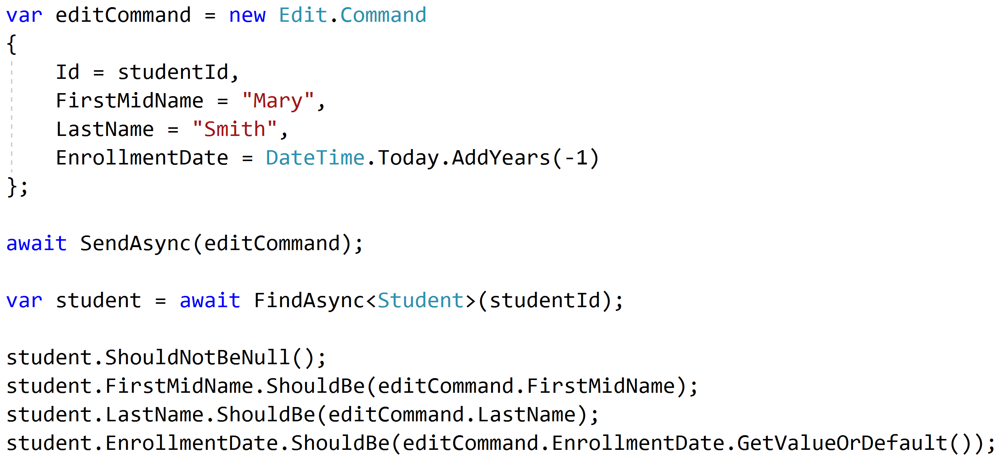 var editCommand = new Edit.Command
{
    Id = studentId,
    FirstMidName = "Mary",
    LastName = "Smith",
    EnrollmentDate = DateTime.Today.AddYears(-1)
};

await SendAsync(editCommand);

var student = await FindAsync<Student>(studentId);

student.ShouldNotBeNull();
student.FirstMidName.ShouldBe(editCommand.FirstMidName);
student.LastName.ShouldBe(editCommand.LastName);
student.EnrollmentDate.ShouldBe(editCommand.EnrollmentDate.GetValueOrDefault());